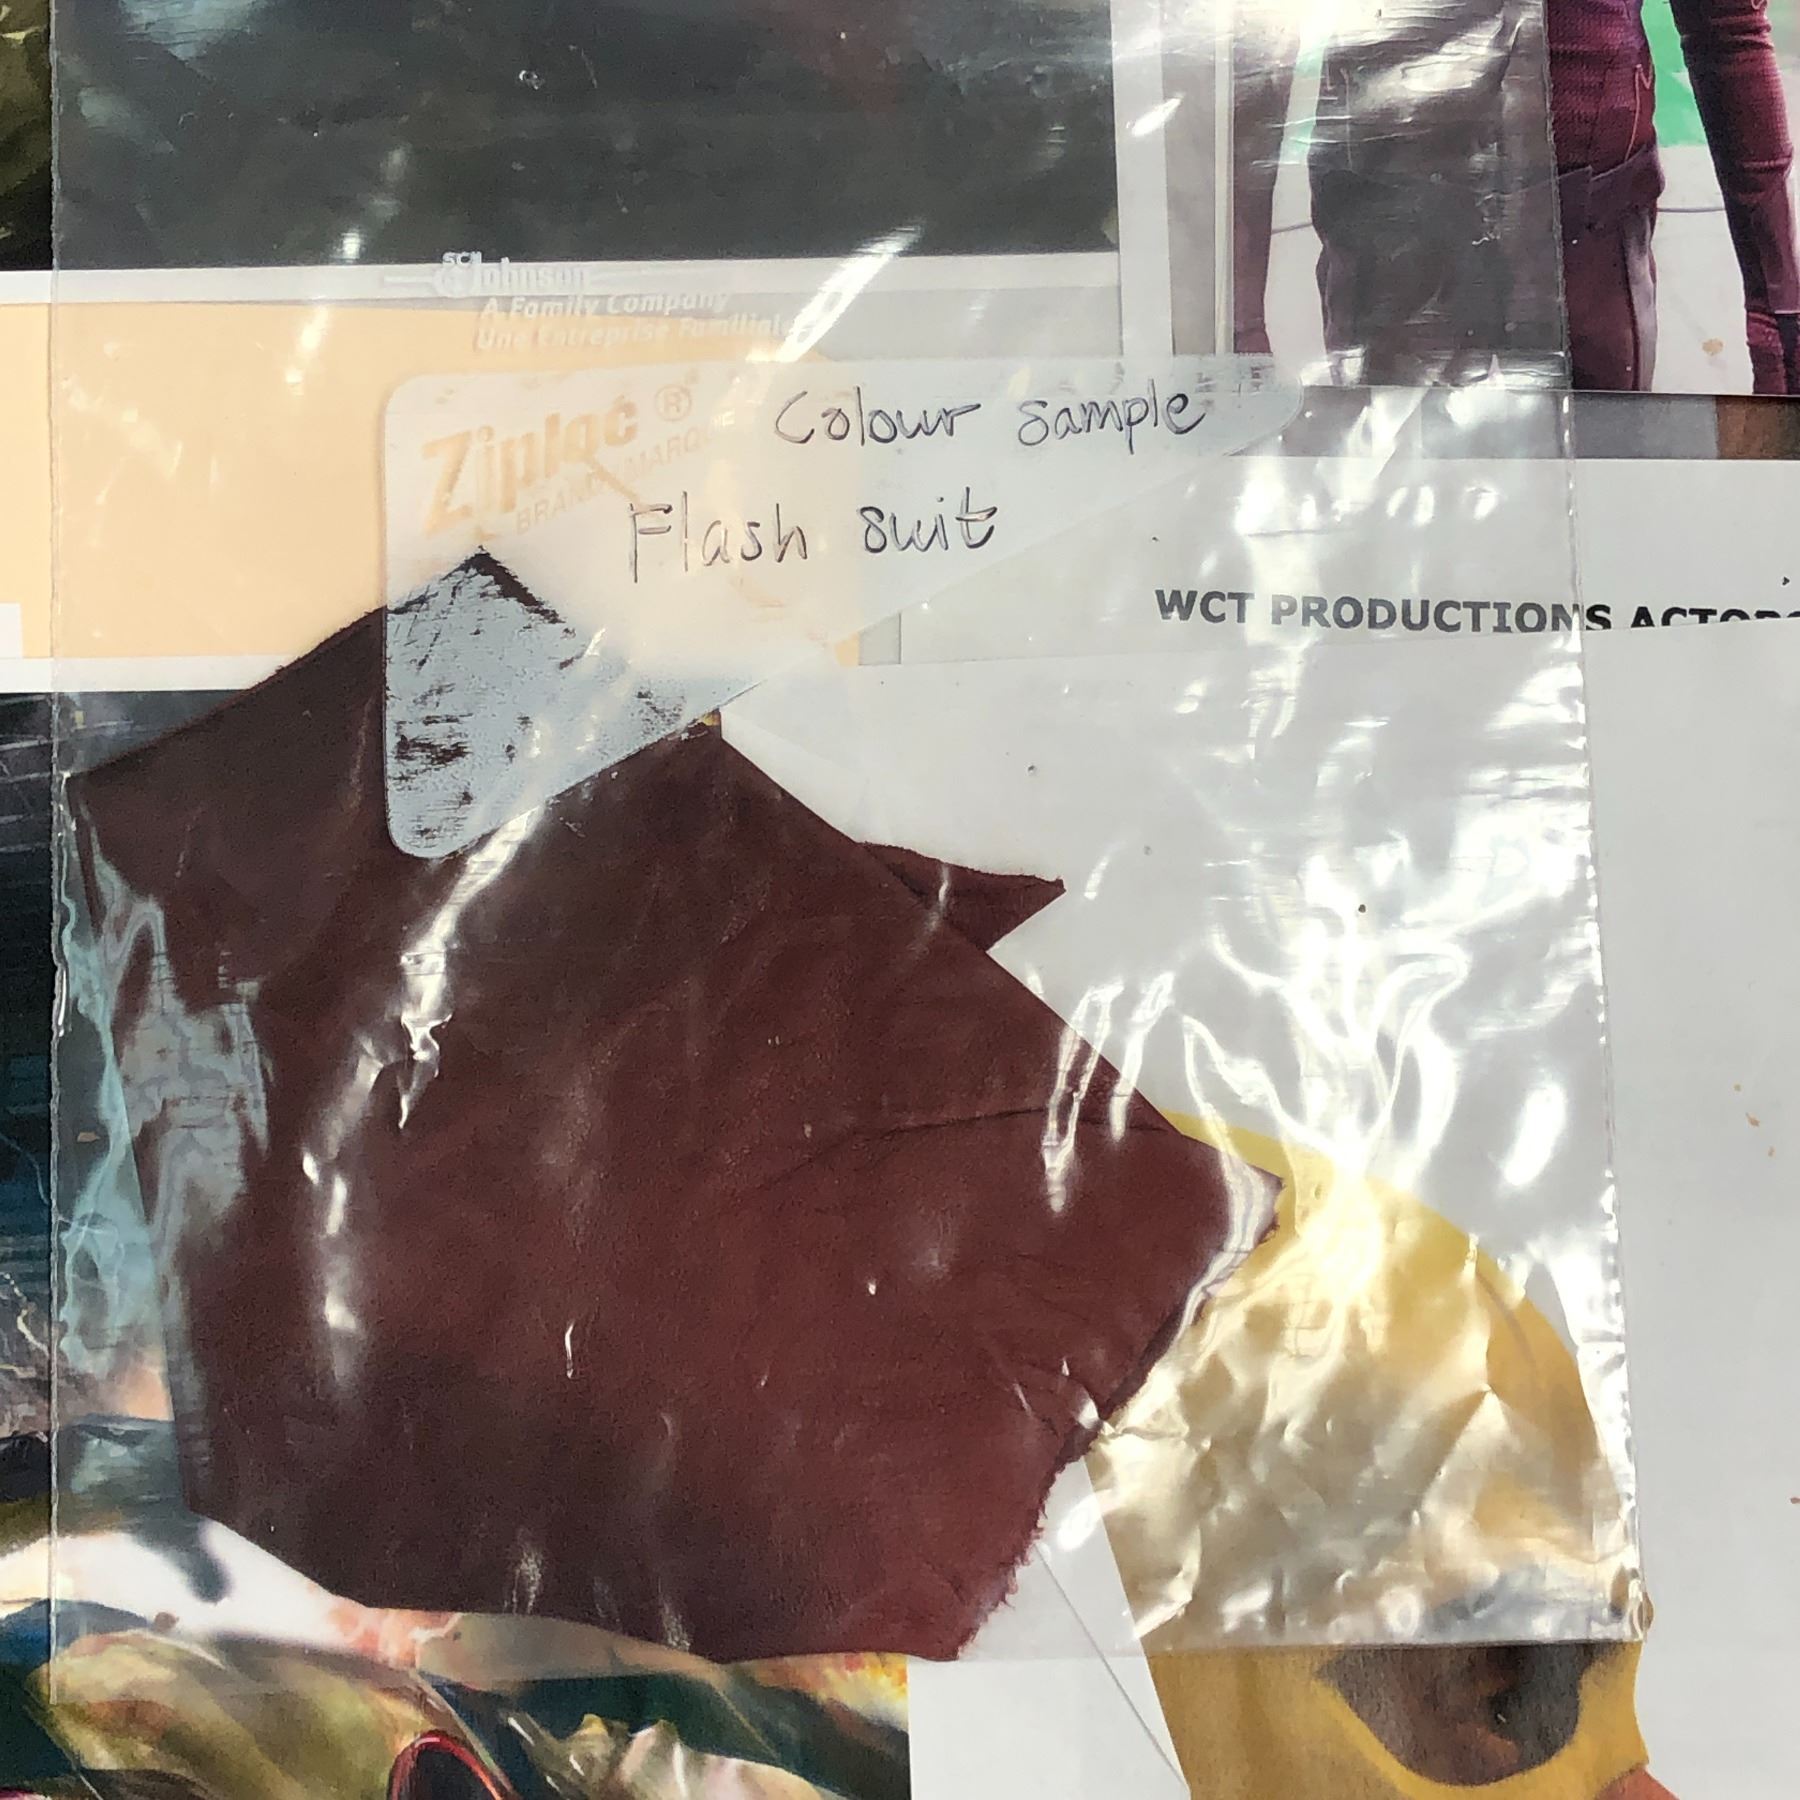 SC Johnson
A Family Company
Une Entreprise Familiale
Ziploc ®
BRAND MARQUE
Colour sample
Flash suit
WCT PRODUCTIONS